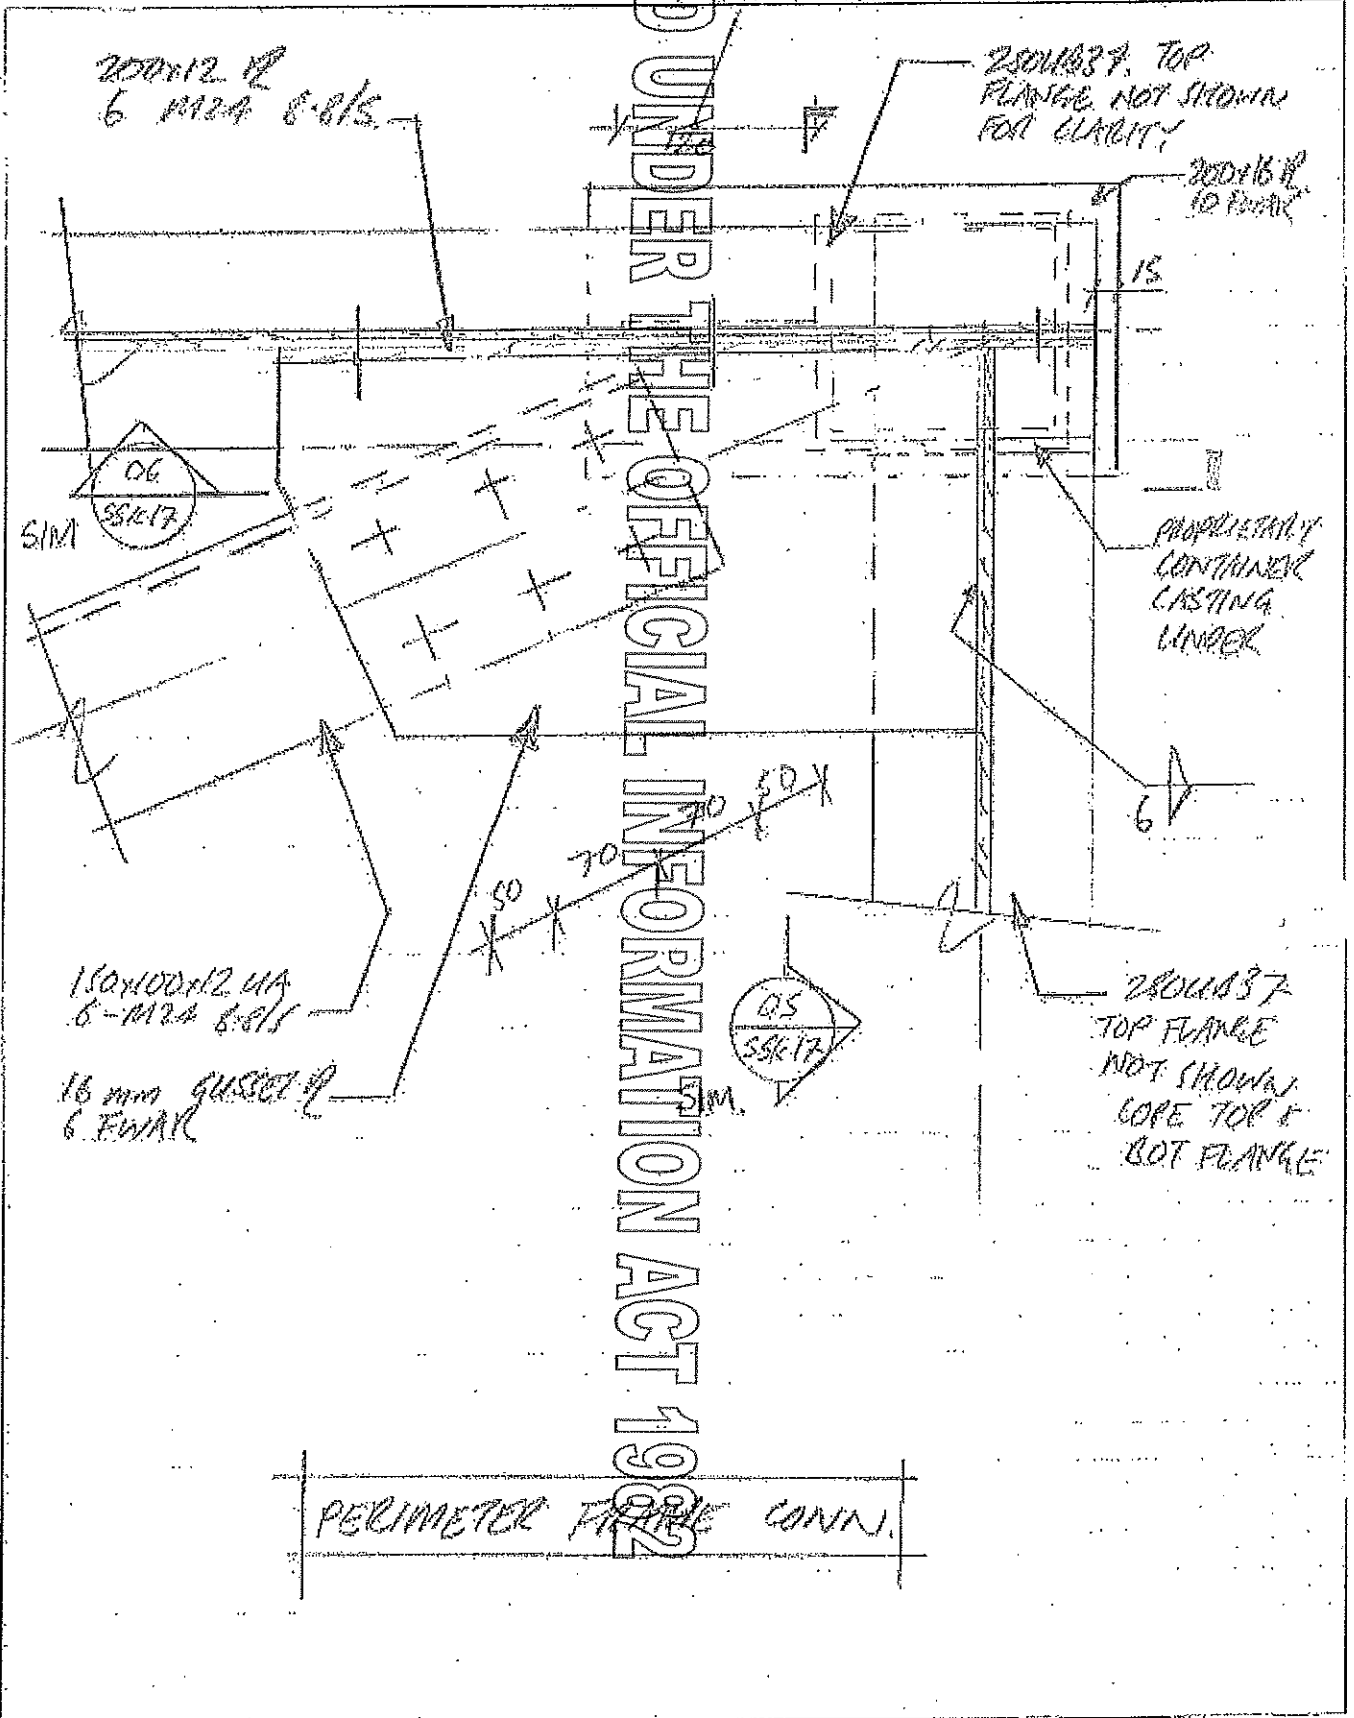 200x12 PL
6 M24 8.8/S
250UB37. TOP
FLANGE NOT SHOWN
FOR CLARITY
200x16 PL
10 FWAR
15
D UNDER THE OFFICIAL INFORMATION ACT 1982
06
SSK17
SIM
PROPRIETARY
CONTAINER
CASTING
UNDER
6
50
70
70
50
150x100x12 UA
6-M24 8.8/S
16 mm GUSSET PL
6 FWAR
05
SSK17
SIM.
250UB37
TOP FLANGE
NOT SHOWN
COPE TOP &
BOT FLANGE
PERIMETER FRAME CONN.